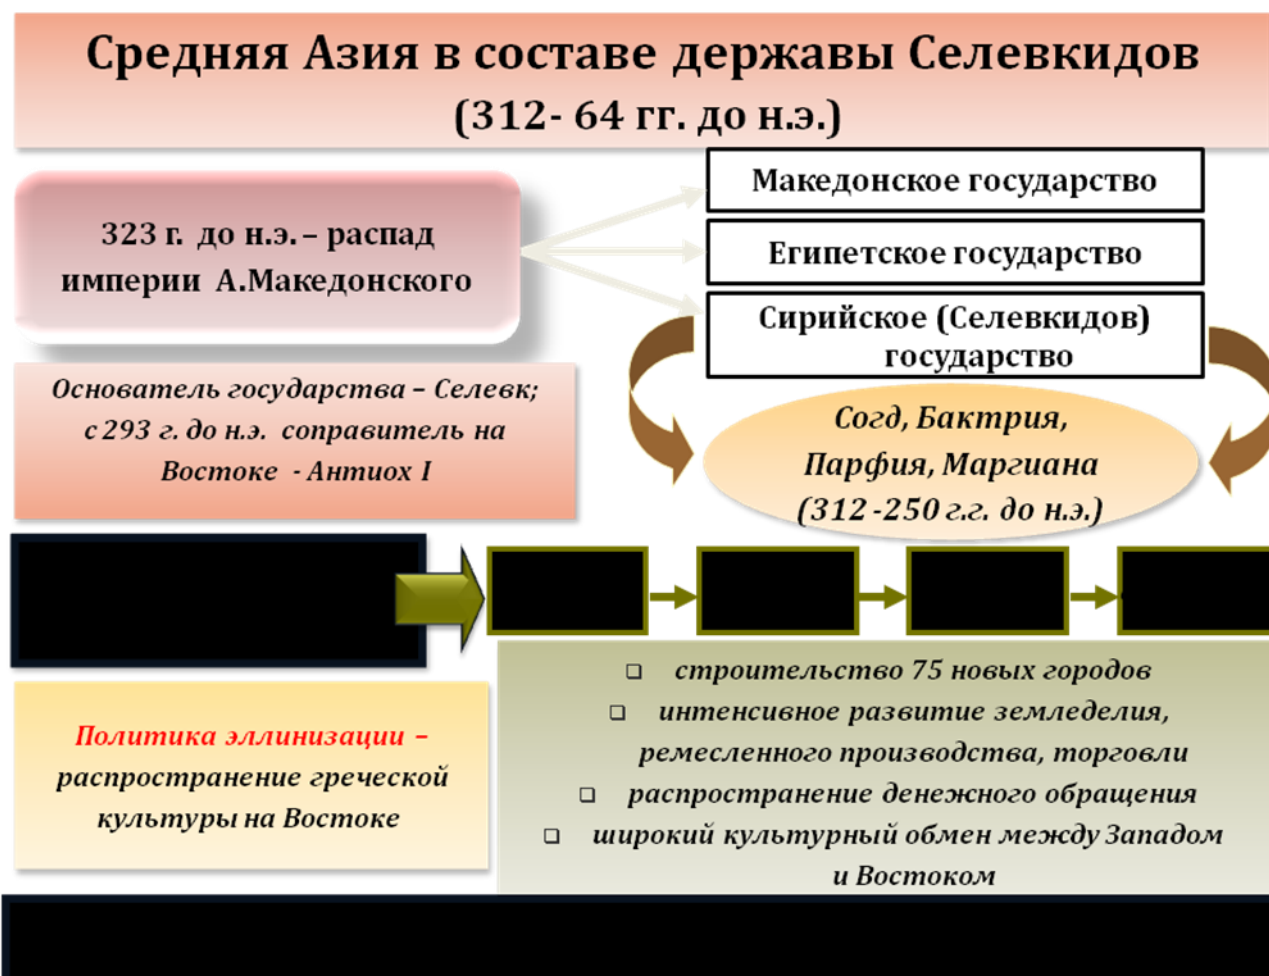 Средняя Азия в составе державы Селевкидов
(312- 64 гг. до н.э.)
323 г. до н.э. – распад
империи А.Македонского
Македонское государство
Египетское государство
Сирийское (Селевкидов)
государство
Основатель государства – Селевк;
с 293 г. до н.э. соправитель на
Востоке - Антиох I
Согд, Бактрия,
Парфия, Маргиана
(312 -250 г.г. до н.э.)
Политика эллинизации –
распространение греческой
культуры на Востоке
❑ строительство 75 новых городов
❑ интенсивное развитие земледелия,
ремесленного производства, торговли
❑ распространение денежного обращения
❑ широкий культурный обмен между Западом
и Востоком